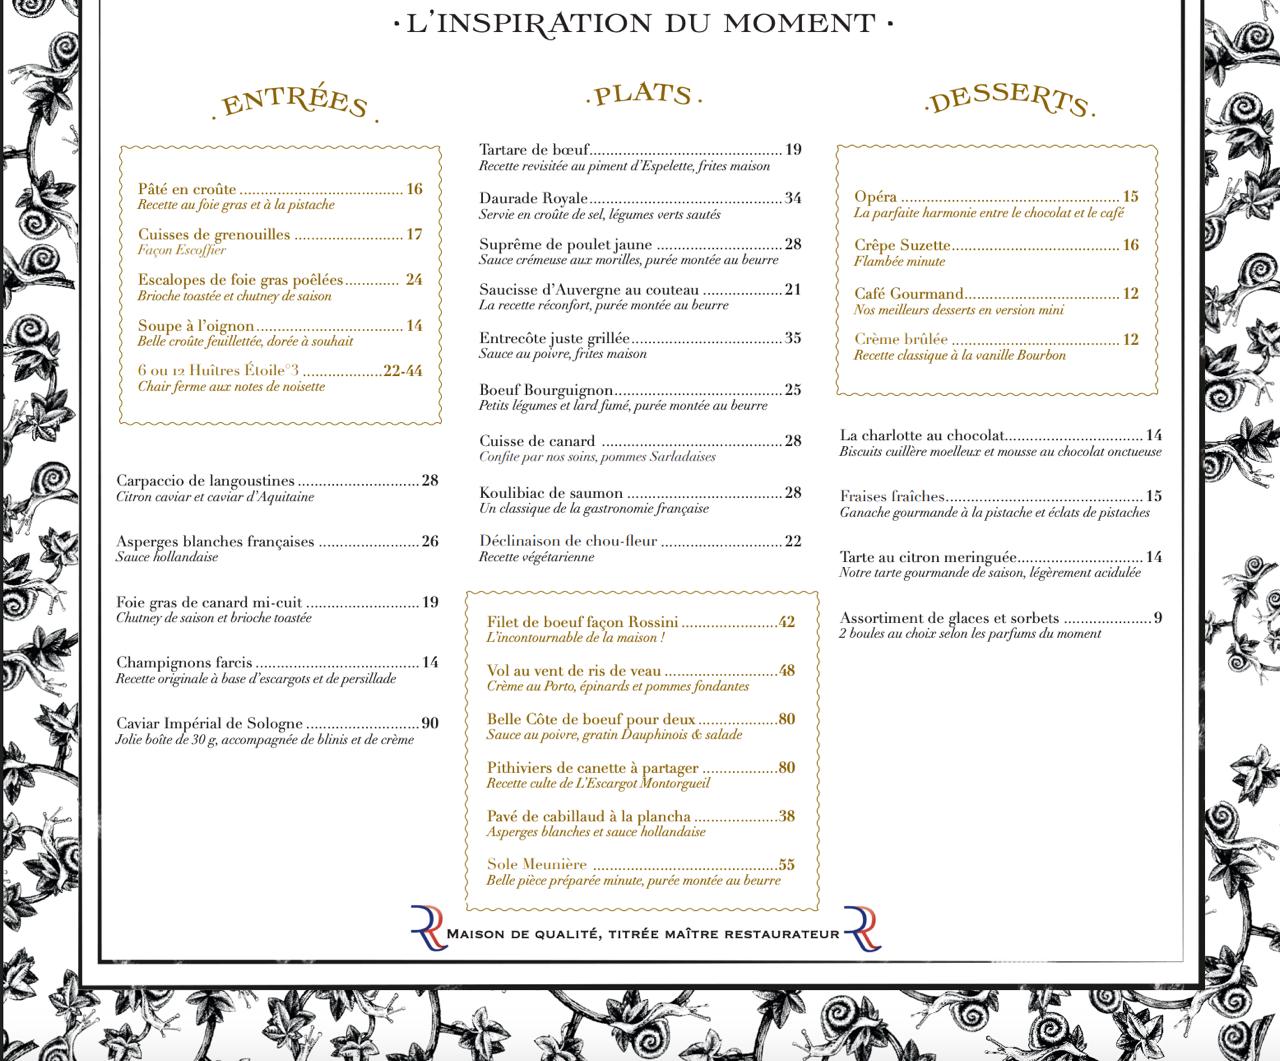 ·L'INSPIRATION DU MOMENT ·
·ENTRÉES·
Pâté en croûte .................................... 16
Recette au foie gras et à la pistache
Cuisses de grenouilles ........................ 17
Façon Escoffier
Escalopes de foie gras poêlées............ 24
Brioche toastée et chutney de saison
Soupe à l'oignon................................. 14
Belle croûte feuillettée, dorée à souhait
6 ou 12 Huîtres Étoile°3 ..................22-44
Chair ferme aux notes de noisette
Carpaccio de langoustines ...........................28
Citron caviar et caviar d'Aquitaine
Asperges blanches françaises ......................26
Sauce hollandaise
Foie gras de canard mi-cuit .........................19
Chutney de saison et brioche toastée
Champignons farcis ....................................14
Recette originale à base d'escargots et de persillade
Caviar Impérial de Sologne .........................90
Jolie boîte de 30 g, accompagnée de blinis et de crème
·PLATS·
Tartare de bœuf..........................................19
Recette revisitée au piment d'Espelette, frites maison
Daurade Royale..........................................34
Servie en croûte de sel, légumes verts sautés
Suprême de poulet jaune ...........................28
Sauce crémeuse aux morilles, purée montée au beurre
Saucisse d'Auvergne au couteau .................21
La recette réconfort, purée montée au beurre
Entrecôte juste grillée.................................35
Sauce au poivre, frites maison
Boeuf Bourguignon.....................................25
Petits légumes et lard fumé, purée montée au beurre
Cuisse de canard ........................................28
Confite par nos soins, pommes Sarladaises
Koulibiac de saumon ..................................28
Un classique de la gastronomie française
Déclinaison de chou-fleur ...........................22
Recette végétarienne
Filet de boeuf façon Rossini .....................42
L'incontournable de la maison !
Vol au vent de ris de veau .........................48
Crème au Porto, épinards et pommes fondantes
Belle Côte de boeuf pour deux .................80
Sauce au poivre, gratin Dauphinois & salade
Pithiviers de canette à partager .................80
Recette culte de L'Escargot Montorgueil
Pavé de cabillaud à la plancha ..................38
Asperges blanches et sauce hollandaise
Sole Meunière ........................................55
Belle pièce préparée minute, purée montée au beurre
·DESSERTS·
Opéra ................................................ 15
La parfaite harmonie entre le chocolat et le café
Crêpe Suzette..................................... 16
Flambée minute
Café Gourmand.................................. 12
Nos meilleurs desserts en version mini
Crème brûlée ..................................... 12
Recette classique à la vanille Bourbon
La charlotte au chocolat..............................14
Biscuits cuillère moelleux et mousse au chocolat onctueuse
Fraises fraîches...........................................15
Ganache gourmande à la pistache et éclats de pistaches
Tarte au citron meringuée............................14
Notre tarte gourmande de saison, légèrement acidulée
Assortiment de glaces et sorbets ....................9
2 boules au choix selon les parfums du moment
MAISON DE QUALITÉ, TITRÉE MAÎTRE RESTAURATEUR